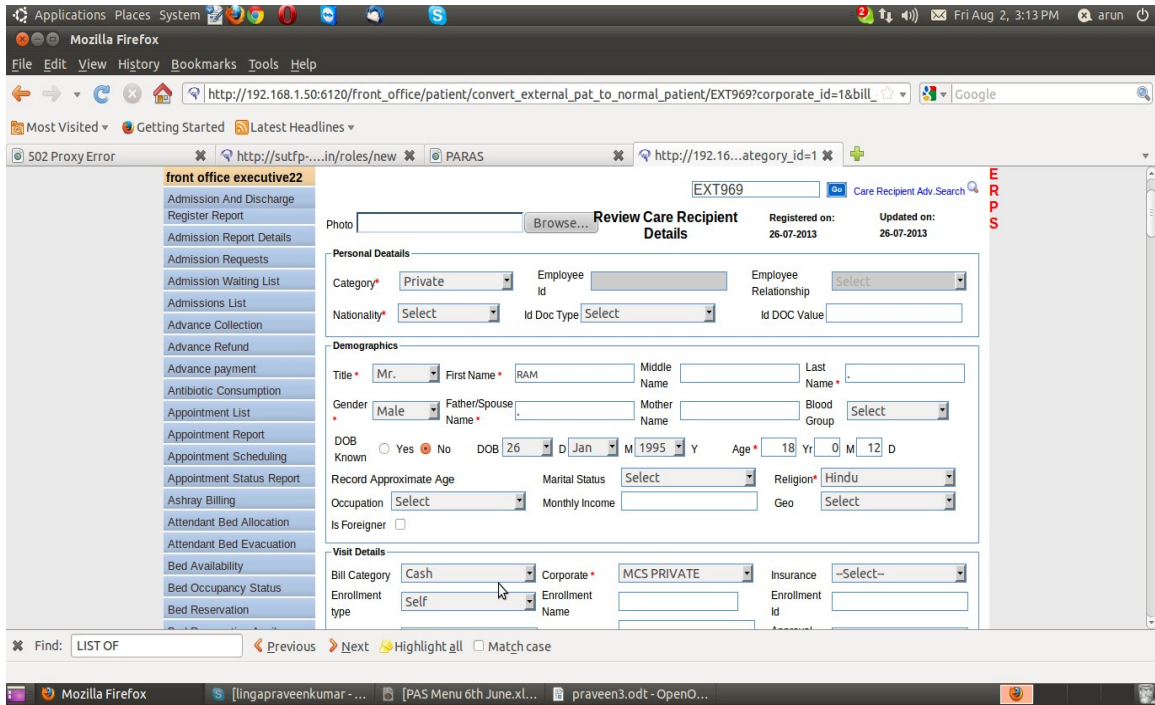 Applications Places System 2 Fri Aug 2, 3:13 PM arun
Mozilla Firefox
File Edit View History Bookmarks Tools Help
http://192.168.1.50:6120/front_office/patient/convert_external_pat_to_normal_patient/EXT969?corporate_id=1&bill_ Google
Most Visited Getting Started Latest Headlines
502 Proxy Error http://sutfp-....in/roles/new PARAS http://192.16...ategory_id=1
front office executive22
Admission And Discharge
Register Report
Admission Report Details
Admission Requests
Admission Waiting List
Admissions List
Advance Collection
Advance Refund
Advance payment
Antibiotic Consumption
Appointment List
Appointment Report
Appointment Scheduling
Appointment Status Report
Ashray Billing
Attendant Bed Allocation
Attendant Bed Evacuation
Bed Availability
Bed Occupancy Status
Bed Reservation
E
R
P
S
EXT969 Go Care Recipient Adv.Search
Photo Browse... Review Care Recipient
Details
Registered on: Updated on:
26-07-2013 26-07-2013
Personal Deatails
Category* Private Employee
Id Employee
Relationship Select
Nationality* Select Id Doc Type Select Id DOC Value
Demographics
Title * Mr. First Name * RAM Middle
Name Last
Name * .
Gender
* Male Father/Spouse
Name * . Mother
Name Blood
Group Select
DOB
Known Yes No DOB 26 D Jan M 1995 Y Age * 18 Yr 0 M 12 D
Record Approximate Age Marital Status Select Religion* Hindu
Occupation Select Monthly Income Geo Select
Is Foreigner
Visit Details
Bill Category Cash Corporate * MCS PRIVATE Insurance --Select--
Enrollment
type Self Enrollment
Name Enrollment
Id
Find: LIST OF Previous Next Highlight all Match case
Mozilla Firefox [lingapraveenkumar - ... [PAS Menu 6th June.xl... praveen3.odt - OpenO...